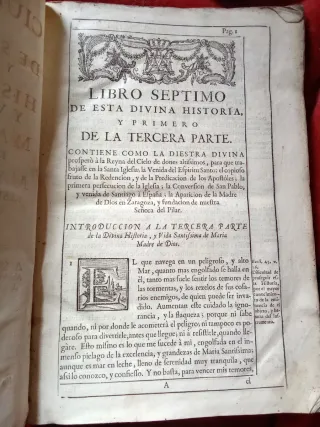 Pag. 1
LIBRO SEPTIMO
DE ESTA DIVINA HISTORIA,
Y PRIMERO
DE LA TERCERA PARTE.
CONTIENE COMO LA DIESTRA DIVINA
prosperò à la Reyna del Cielo de dones altissimos, para que tra-
bajasse en la Santa Iglesia: la Venida del Espiritu Santo; el copioso
fruto de la Redencion, y de la Predicacion de los Apostoles: la
primera persecucion de la Iglesia; la Conversion de San Pablo,
y venida de Santiago à España: la Aparicion de la Madre
de Dios en Zaragoza, y fundacion de nuestra
Señora del Pilar.
INTRODUCCION A LA TERCERA PARTE
de la Divina Historia, y Vida Santissima de Maria
Madre de Dios.
1 EL que navega en un peligroso, y alto
Mar, quanto mas engolfado se halla en
èl, tanto mas suele sentir los temores de
las tormentas, y los rezelos de sus cosa-
rios enemigos, de quien puede ser inva-
dido. Aumentan este cuidado la ignoran-
cia, y la flaqueza; porque ni sabe
quando, ni por donde le acometerà el peligro; ni tampoco es po-
deroso para divertirle, antes que llegue; ni à resistirle, quando lle-
gàre. Esto mismo es lo que me sucede à mi, engolfada en el in-
menso pielago de la excelencia, y grandezas de Maria Santissima;
aunque es mar en leche, lleno de serenidad muy tranquila, que
assi lo conozco, y confiesso. Y no basta, para vencer mis temores,
A
el